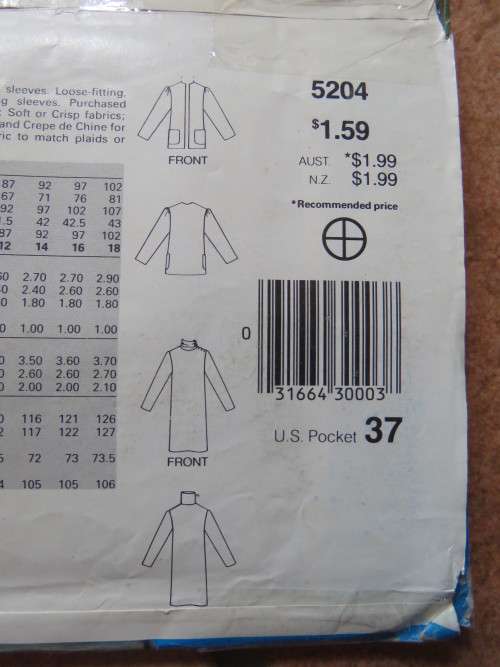 sleeves. Loose-fitting,
sleeves. Purchased
Soft or Crisp fabrics;
and Crepe de Chine for
to match plaids or
87 92 97 102
67 71 76 81
92 97 102 107
42 42.5 43
87 92 97 102
12 14 16 18
2.70 2.70 2.90
2.40 2.60 2.60
1.80 1.80 1.80
1.00 1.00 1.00
3.50 3.60 3.70
2.60 2.60 2.70
2.00 2.00 2.10
116 121 126
117 122 127
72 73 73.5
105 105 106
FRONT
FRONT
5204
$1.59
AUST. *$1.99
N.Z. $1.99
*Recommended price
0
31664 30003
U.S. Pocket 37